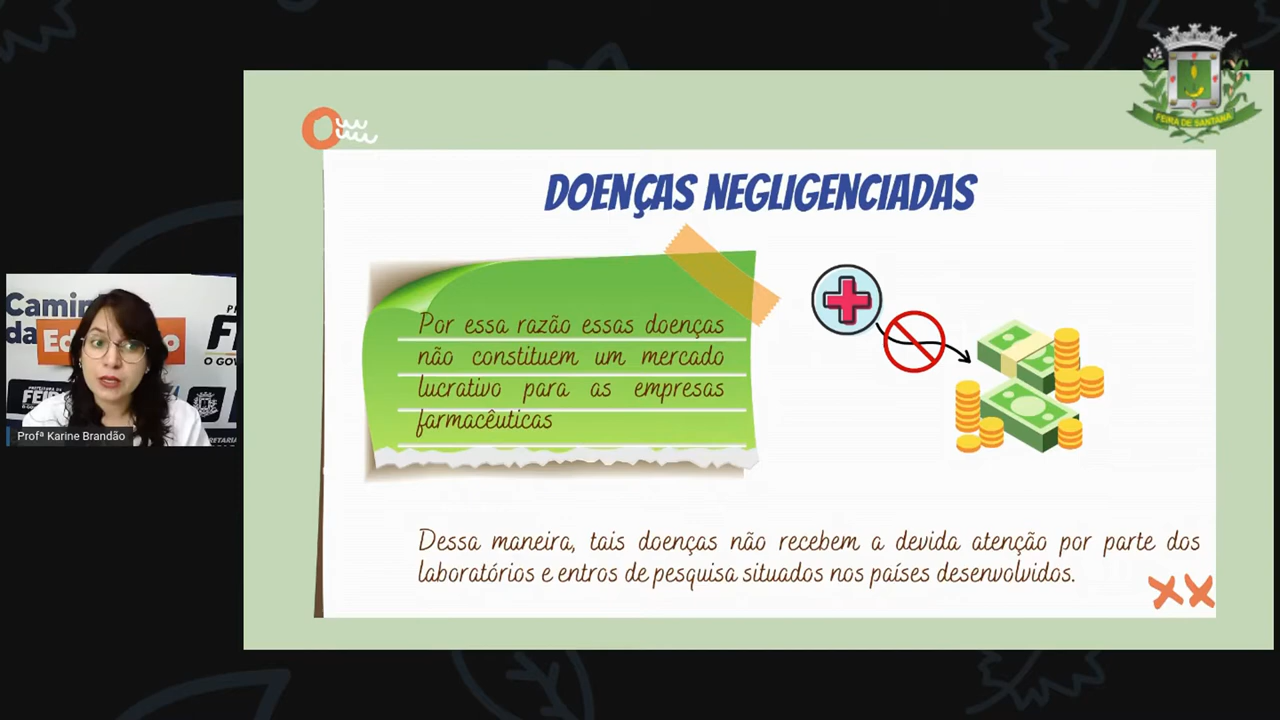 FEIRA DE SANTANA
DOENÇAS NEGLIGENCIADAS
Por essa razão essas doenças
não constituem um mercado
lucrativo para as empresas
farmacêuticas
Dessa maneira, tais doenças não recebem a devida atenção por parte dos
laboratórios e entros de pesquisa situados nos países desenvolvidos.
Profª Karine Brandão